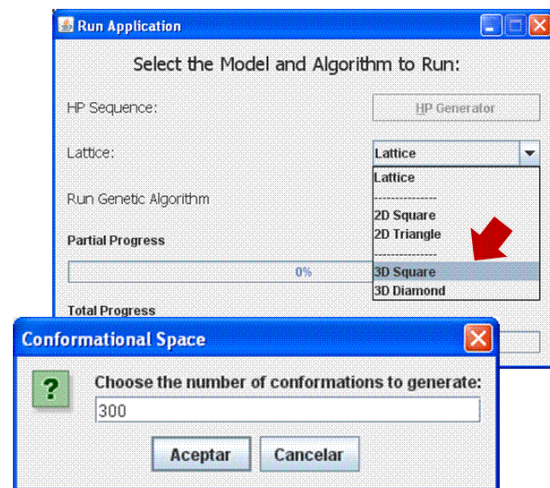 Run Application
Select the Model and Algorithm to Run:
HP Sequence:
HP Generator
Lattice:
Lattice
Lattice
---------------
2D Square
2D Triangle
---------------
3D Square
3D Diamond
Run Genetic Algorithm
Partial Progress
0%
Total Progress
Conformational Space
?
Choose the number of conformations to generate:
300
Aceptar
Cancelar